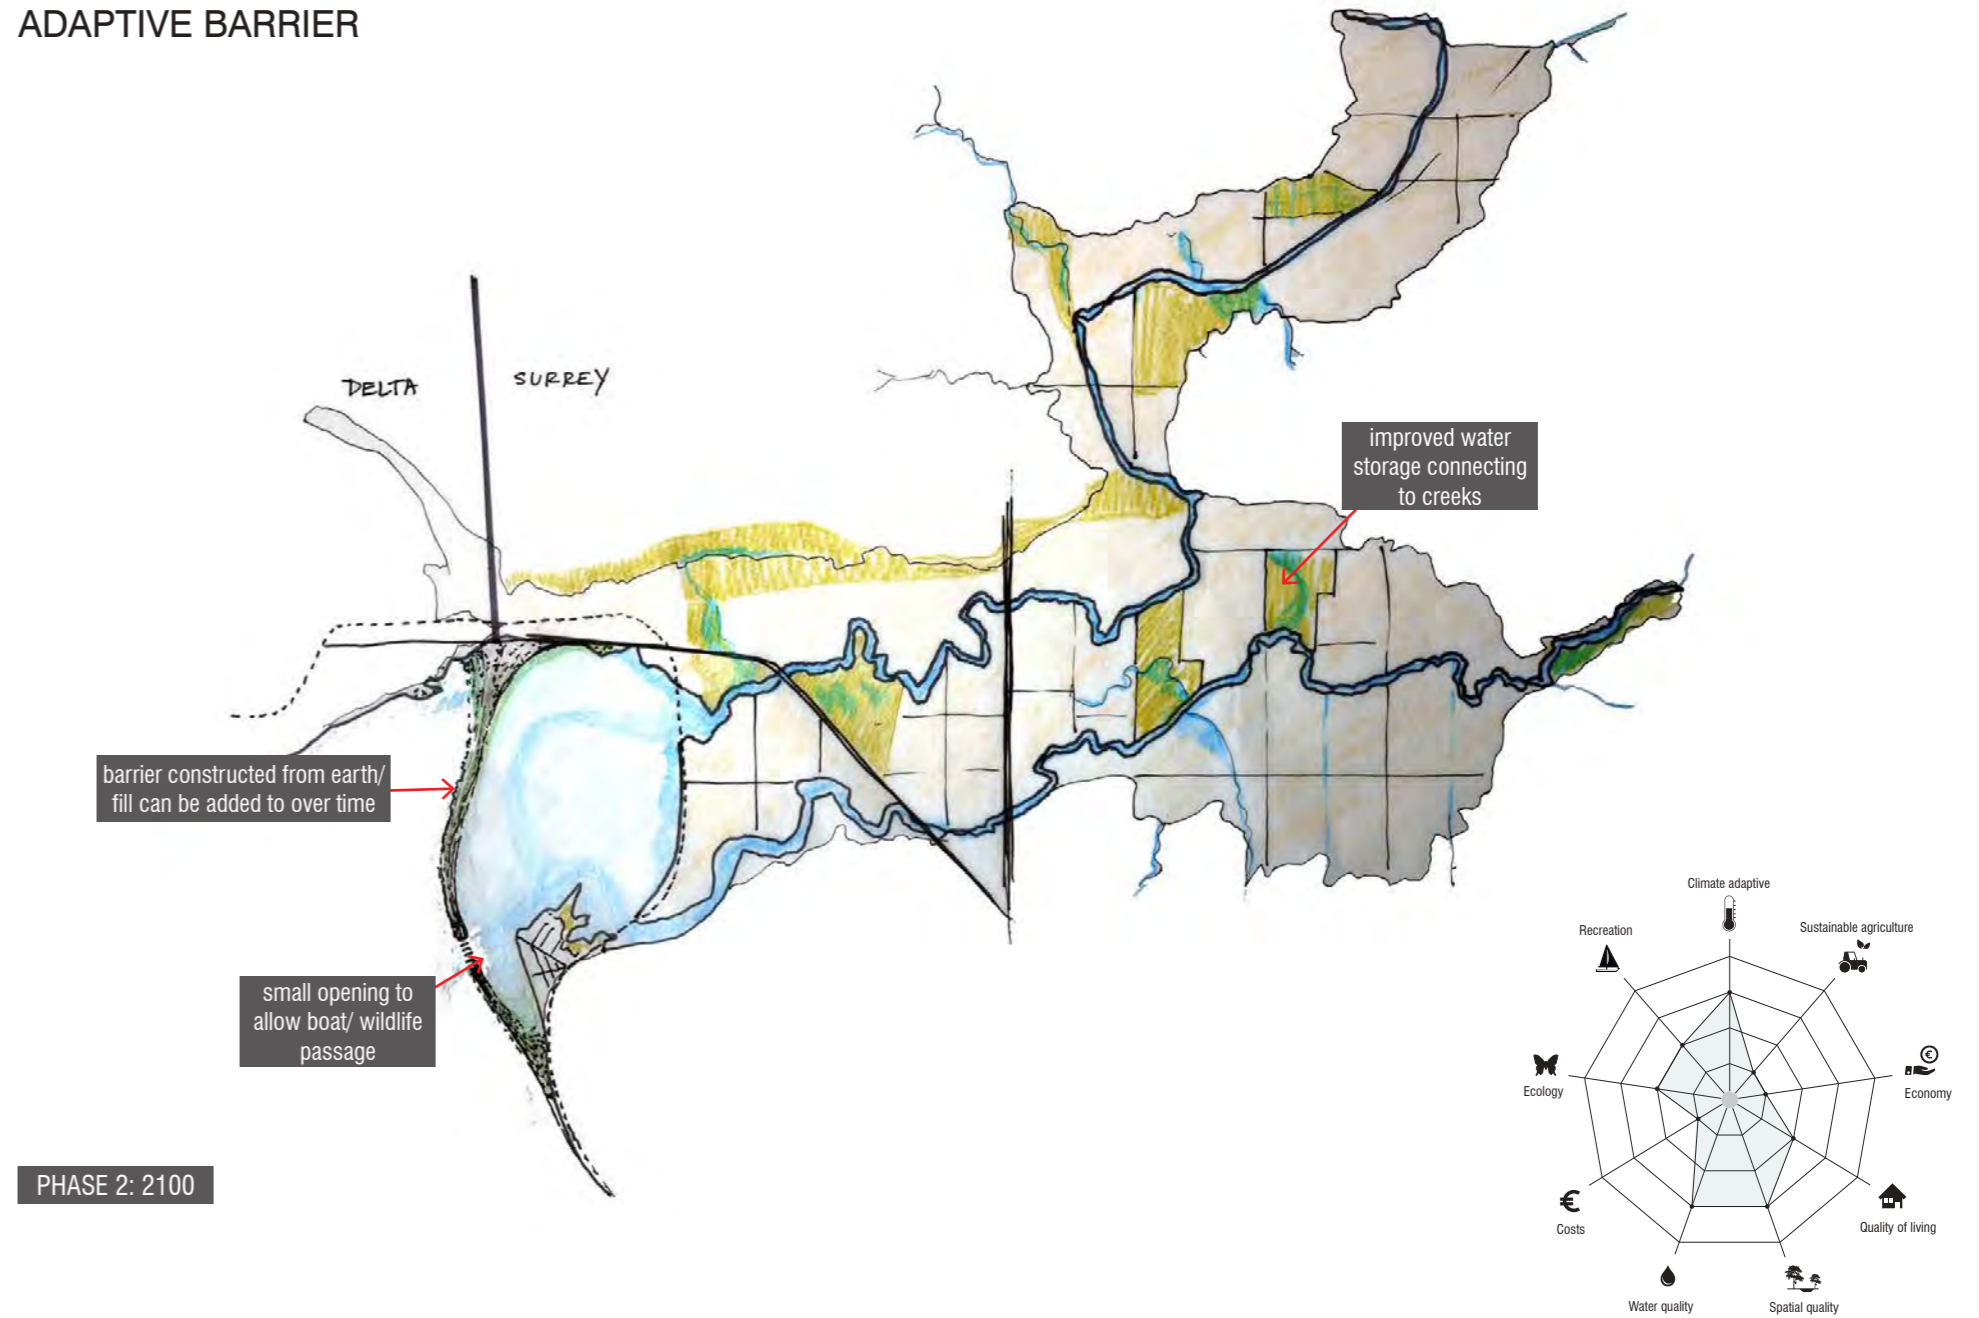 ADAPTIVE BARRIER
DELTA
SURREY
improved water
storage connecting
to creeks
barrier constructed from earth/
fill can be added to over time
small opening to
allow boat/ wildlife
passage
PHASE 2: 2100
Climate adaptive
Recreation
Sustainable agriculture
€
Ecology
Economy
€
Costs
Quality of living
Water quality
Spatial quality